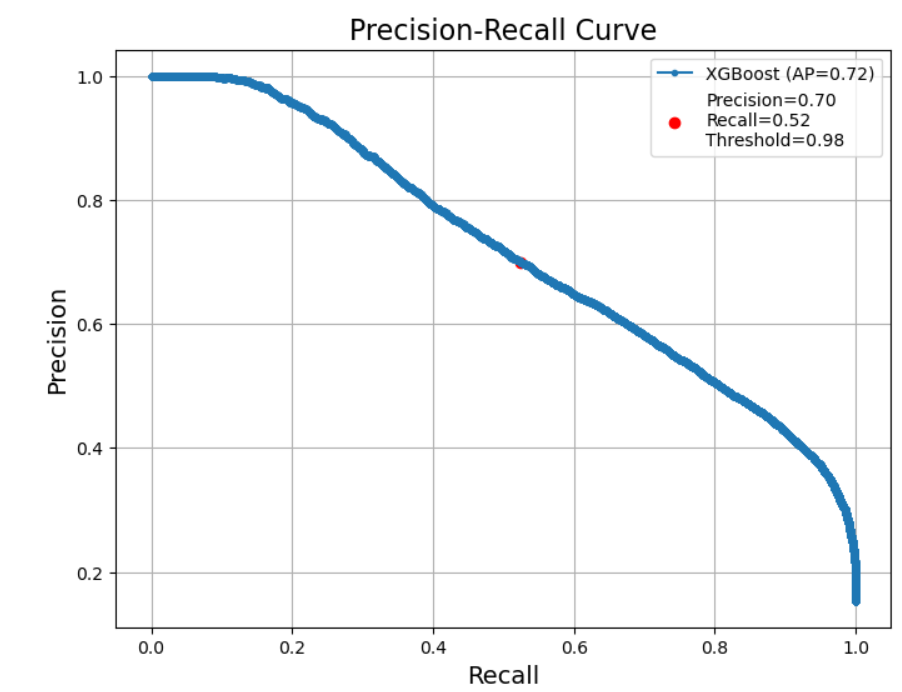 Precision-Recall Curve
XGBoost (AP=0.72)
Precision=0.70
Recall=0.52
Threshold=0.98
Precision
1.0
0.8
0.6
0.4
0.2
0.0
0.2
0.4
0.6
0.8
1.0
Recall